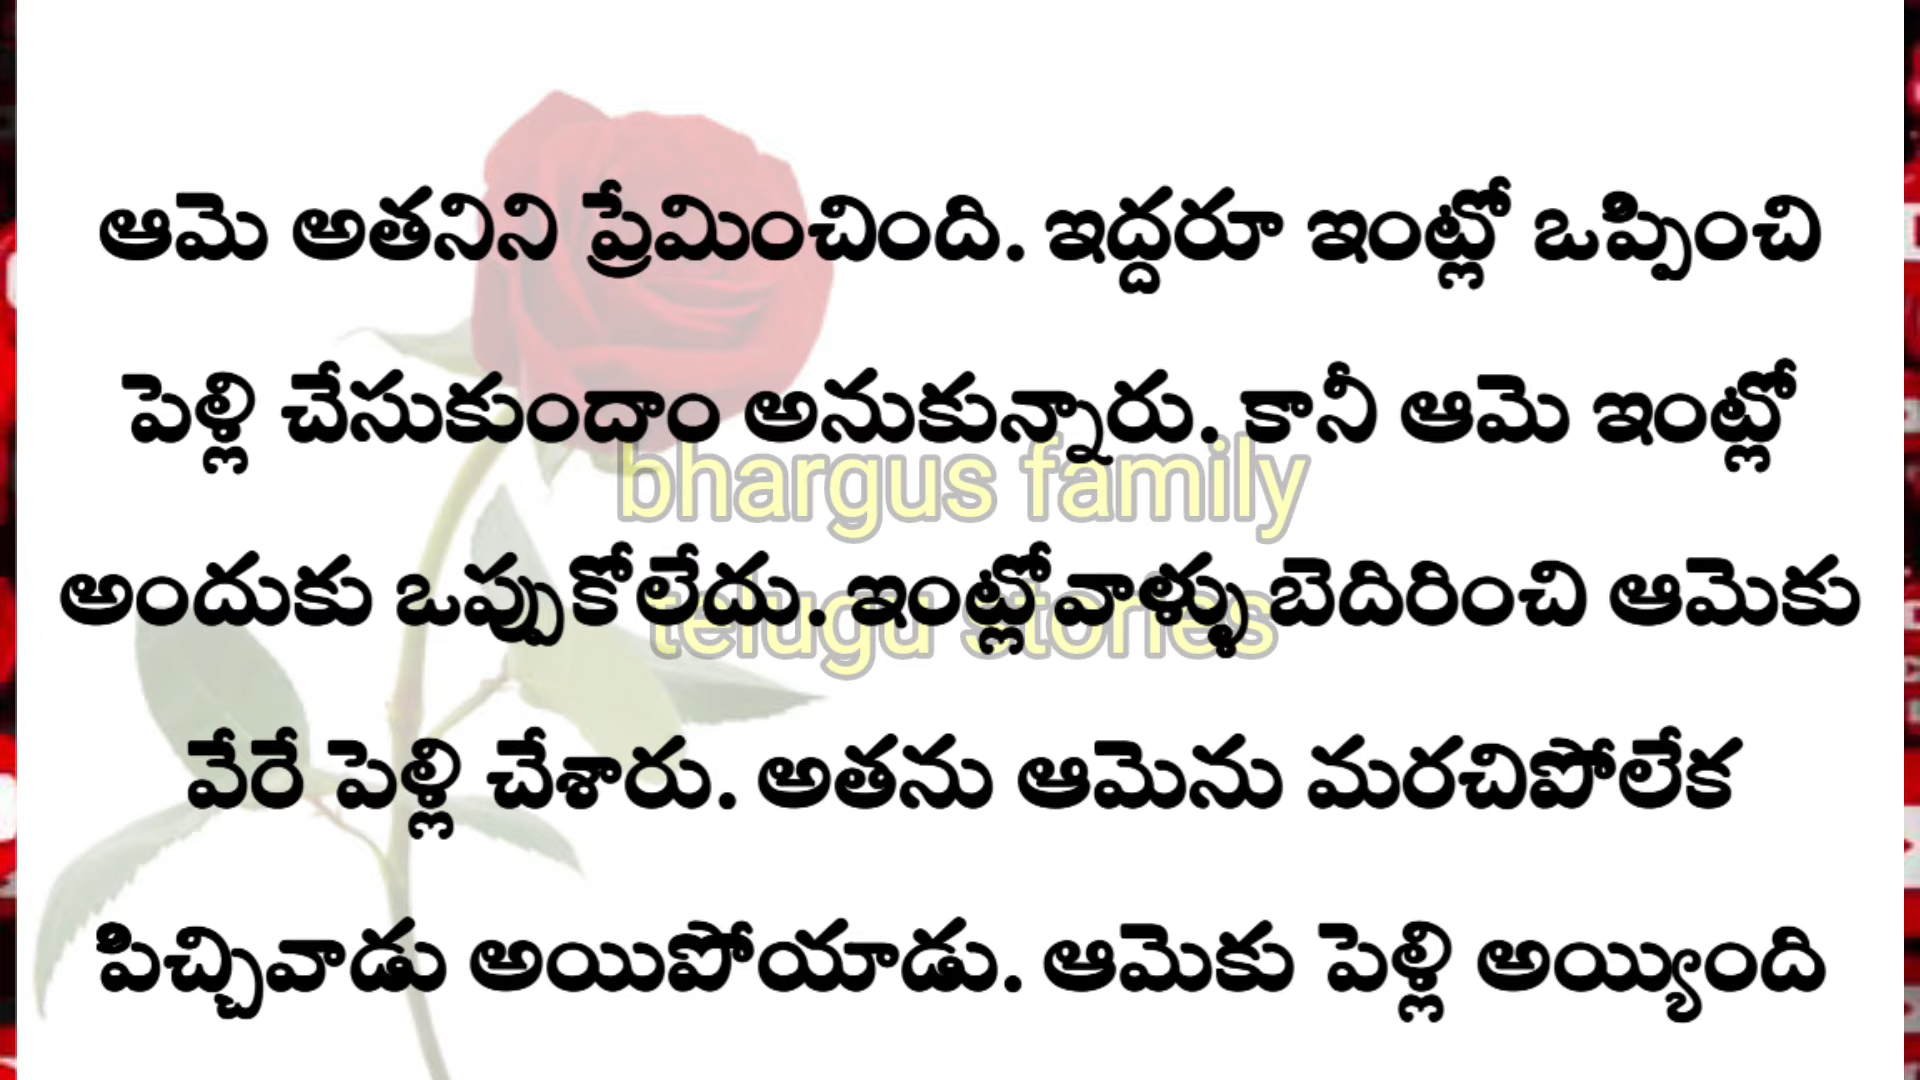 ఆమె అతనిని ప్రేమించింది. ఇద్దరూ ఇంట్లో ఒప్పించి
పెళ్లి చేసుకుందాం అనుకున్నారు. కానీ ఆమె ఇంట్లో
bhargus family
అందుకు ఒప్పుకోలేదు. ఇంట్లోవాళ్ళు బెదిరించి ఆమెకు
telugu stories
వేరే పెళ్లి చేశారు. అతను ఆమెను మరచిపోలేక
పిచ్చివాడు అయిపోయాడు. ఆమెకు పెళ్లి అయ్యింది